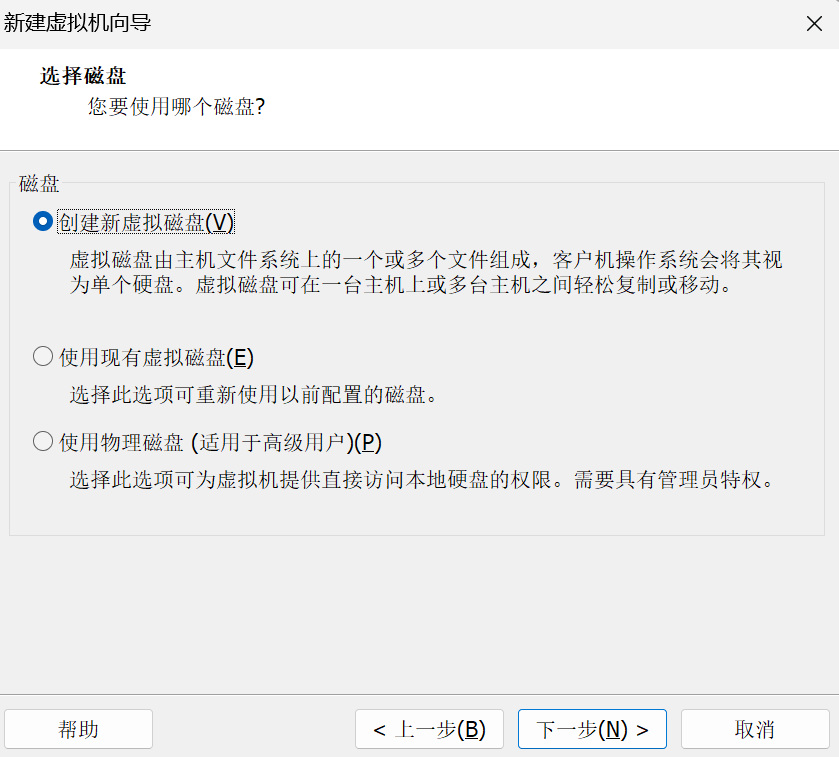 新建虚拟机向导
选择磁盘
您要使用哪个磁盘?
磁盘
创建新虚拟磁盘(V)
虚拟磁盘由主机文件系统上的一个或多个文件组成，客户机操作系统会将其视
为单个硬盘。虚拟磁盘可在一台主机上或多台主机之间轻松复制或移动。
使用现有虚拟磁盘(E)
选择此选项可重新使用以前配置的磁盘。
使用物理磁盘 (适用于高级用户)(P)
选择此选项可为虚拟机提供直接访问本地硬盘的权限。需要具有管理员特权。
帮助
< 上一步(B)
下一步(N) >
取消